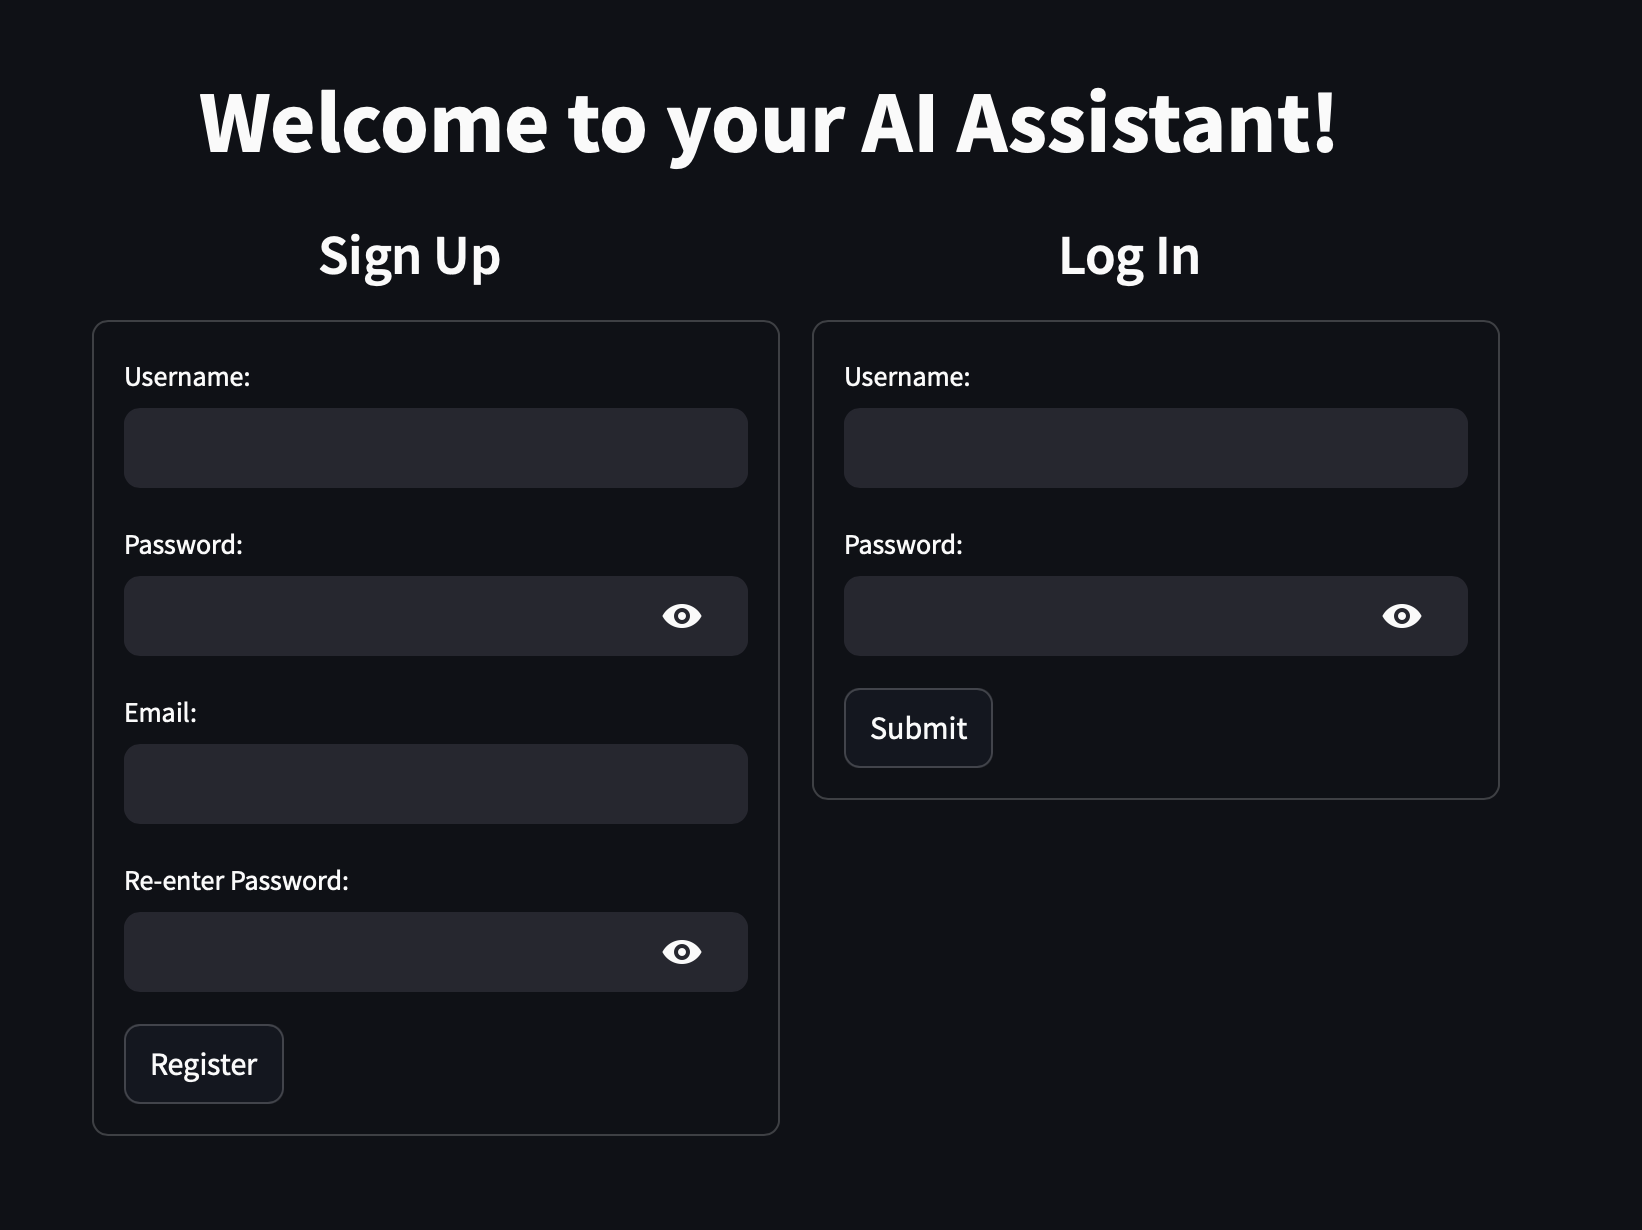 Welcome to your AI Assistant!
Sign Up
Username:
Password:
Email:
Re-enter Password:
Register
Log In
Username:
Password:
Submit